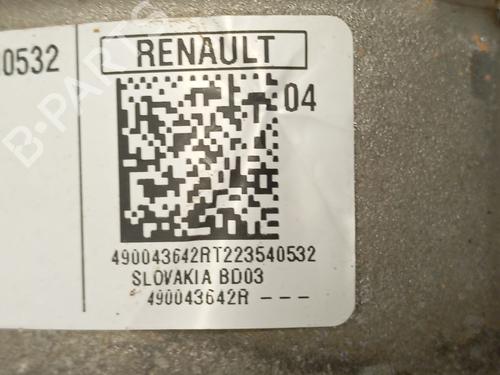 0532
RENAULT
04
490043642RT223540532
SLOVAKIA BD03
490043642R ---
B-PARTS